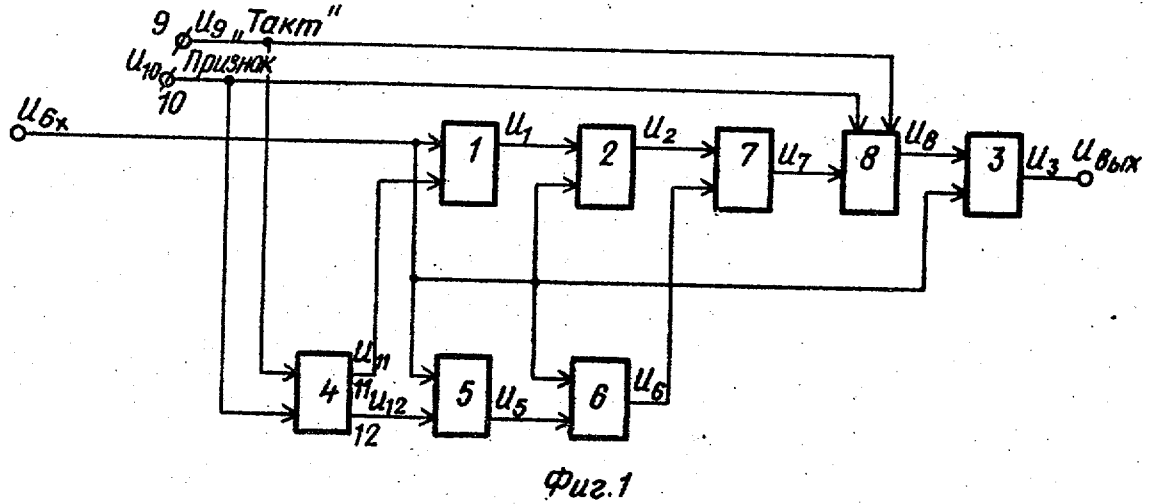 9 U9 „Такт"
U10 Признак
10
Uвх
1 U1
2 U2
7 U7
8 U8
3 U3 Uвых
4
U11
11
U12
12
5 U5
6 U6
Фиг.1